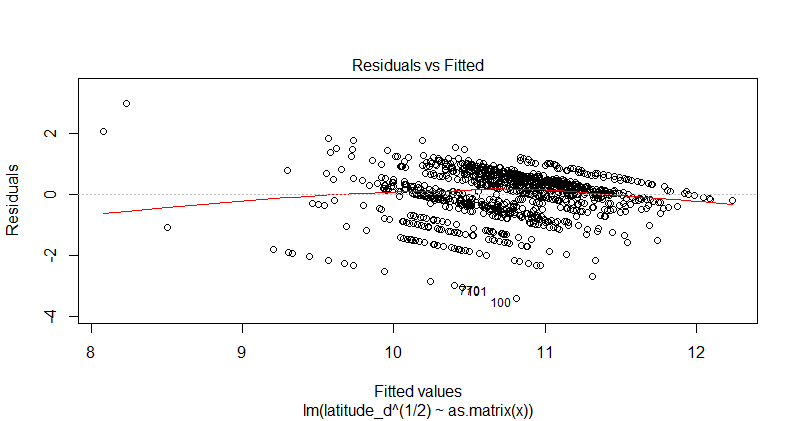 Residuals vs Fitted
Residuals
2
0
-2
-4
101
100
8
9
10
11
12
Fitted values
lm(latitude_d^(1/2) ~ as.matrix(x))